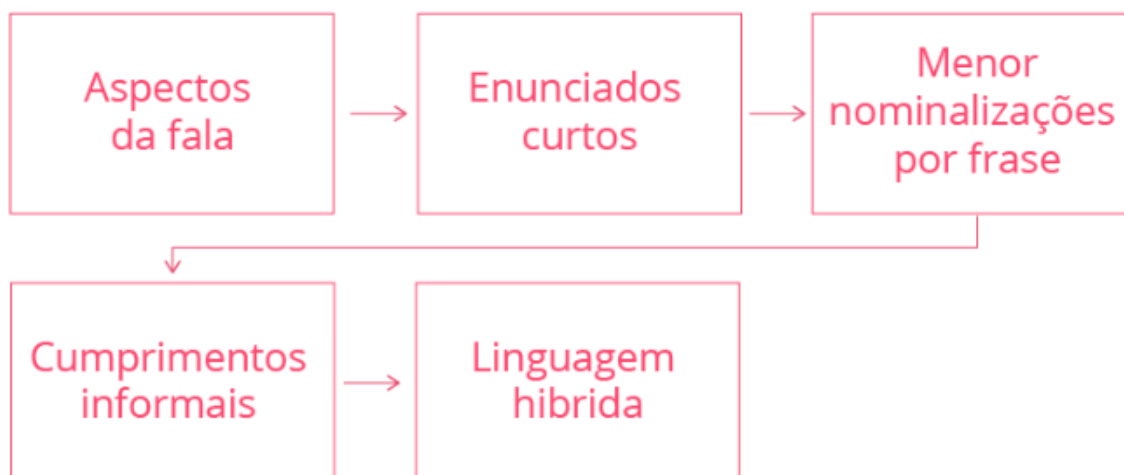 Aspectos
da fala
Enunciados
curtos
Menor
nominalizações
por frase
Cumprimentos
informais
Linguagem
hibrida